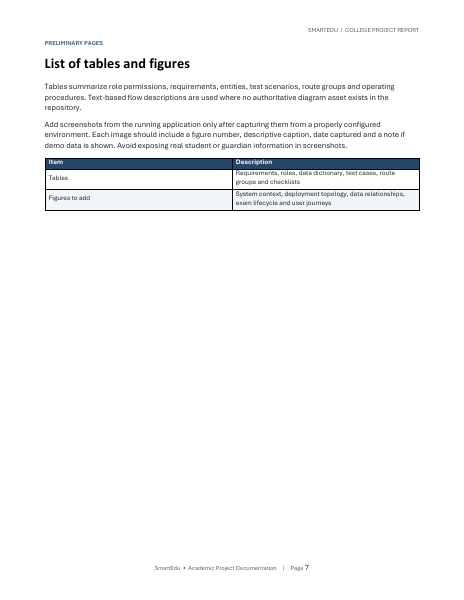 SMARTEDU / COLLEGE PROJECT REPORT
PRELIMINARY PAGES
List of tables and figures
Tables summarize role permissions, requirements, entities, test scenarios, route groups and operating
procedures. Text-based flow descriptions are used where no authoritative diagram asset exists in the
repository.
Add screenshots from the running application only after capturing them from a properly configured
environment. Each image should include a figure number, descriptive caption, date captured and a note if
demo data is shown. Avoid exposing real student or guardian information in screenshots.
Item Description
Tables Requirements, roles, data dictionary, test cases, route
groups and checklists
Figures to add System context, deployment topology, data relationships,
exam lifecycle and user journeys
SmartEdu • Academic Project Documentation | Page 7